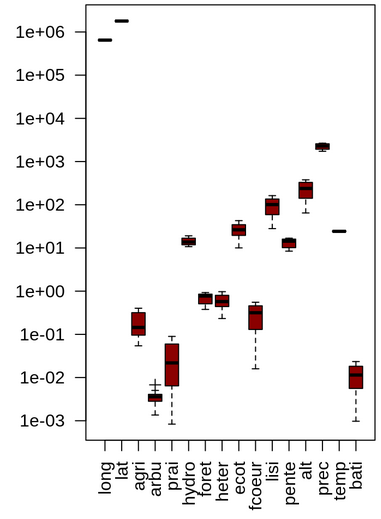 1e+06
1e+05
1e+04
1e+03
1e+02
1e+01
1e+00
1e-01
1e-02
1e-03
long
lat
agri
arbu
prai
hydro
foret
heter
ecot
fcoeur
lisi
pente
alt
prec
temp
bati